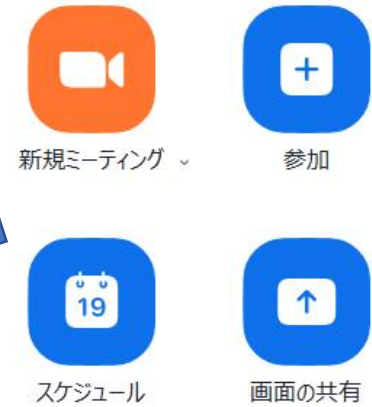 新規ミーティング
参加
19
スケジュール
画面の共有